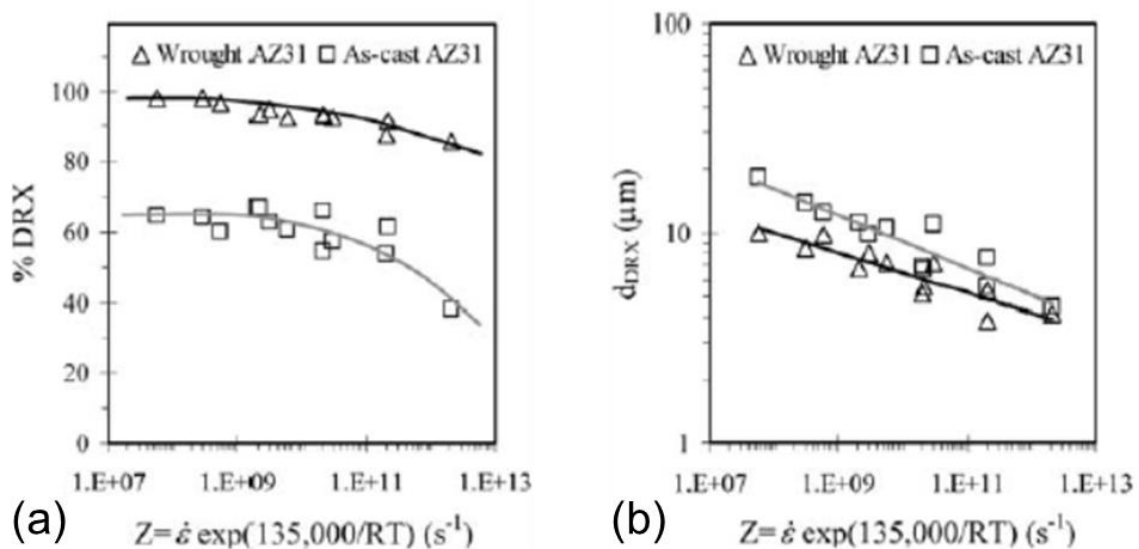 △ Wrought AZ31 □ As-cast AZ31
100
80
60
40
20
0
% DRX
1.E+07 1.E+09 1.E+11 1.E+13
(a)
Z= ε̇ exp(135,000/RT) (s⁻¹)
△ Wrought AZ31 □ As-cast AZ31
100
10
1
d_DRX (μm)
1.E+07 1.E+09 1.E+11 1.E+13
(b)
Z= ε̇ exp(135,000/RT) (s⁻¹)